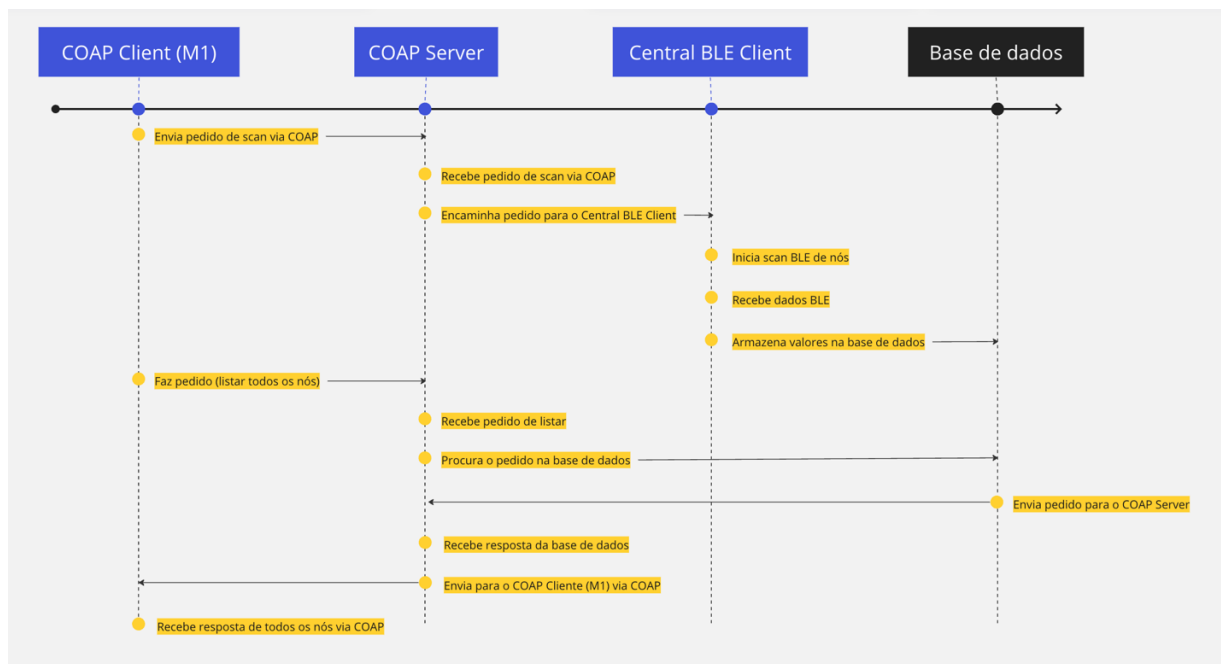 COAP Client (M1)
COAP Server
Central BLE Client
Base de dados
Envia pedido de scan via COAP
Recebe pedido de scan via COAP
Encaminha pedido para o Central BLE Client
Inicia scan BLE de nós
Recebe dados BLE
Armazena valores na base de dados
Faz pedido (listar todos os nós)
Recebe pedido de listar
Procura o pedido na base de dados
Envia pedido para o COAP Server
Recebe resposta da base de dados
Envia para o COAP Cliente (M1) via COAP
Recebe resposta de todos os nós via COAP